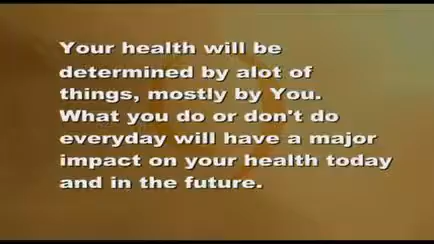 Your health will be
determined by alot of
things, mostly by You.
What you do or don't do
everyday will have a major
impact on your health today
and in the future.